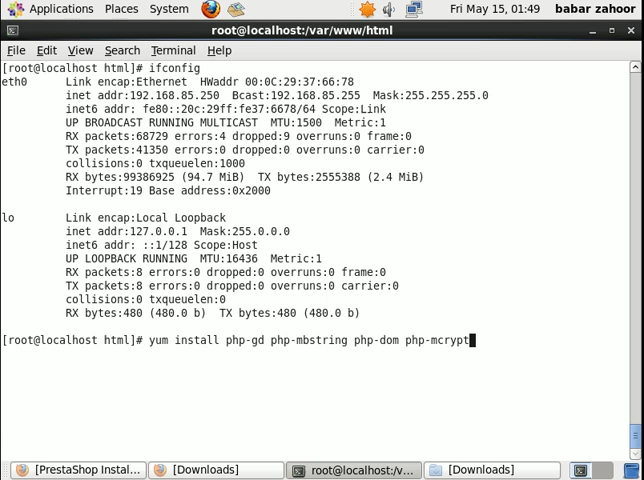 Applications Places System Fri May 15, 01:49 babar zahoor
root@localhost:/var/www/html
File Edit View Search Terminal Help
[root@localhost html]# ifconfig
eth0 Link encap:Ethernet HWaddr 00:0C:29:37:66:78
inet addr:192.168.85.250 Bcast:192.168.85.255 Mask:255.255.255.0
inet6 addr: fe80::20c:29ff:fe37:6678/64 Scope:Link
UP BROADCAST RUNNING MULTICAST MTU:1500 Metric:1
RX packets:68729 errors:4 dropped:9 overruns:0 frame:0
TX packets:41350 errors:0 dropped:0 overruns:0 carrier:0
collisions:0 txqueuelen:1000
RX bytes:99386925 (94.7 MiB) TX bytes:2555388 (2.4 MiB)
Interrupt:19 Base address:0x2000
lo Link encap:Local Loopback
inet addr:127.0.0.1 Mask:255.0.0.0
inet6 addr: ::1/128 Scope:Host
UP LOOPBACK RUNNING MTU:16436 Metric:1
RX packets:8 errors:0 dropped:0 overruns:0 frame:0
TX packets:8 errors:0 dropped:0 overruns:0 carrier:0
collisions:0 txqueuelen:0
RX bytes:480 (480.0 b) TX bytes:480 (480.0 b)
[root@localhost html]# yum install php-gd php-mbstring php-dom php-mcrypt
[PrestaShop Instal... [Downloads] root@localhost:/v... [Downloads]